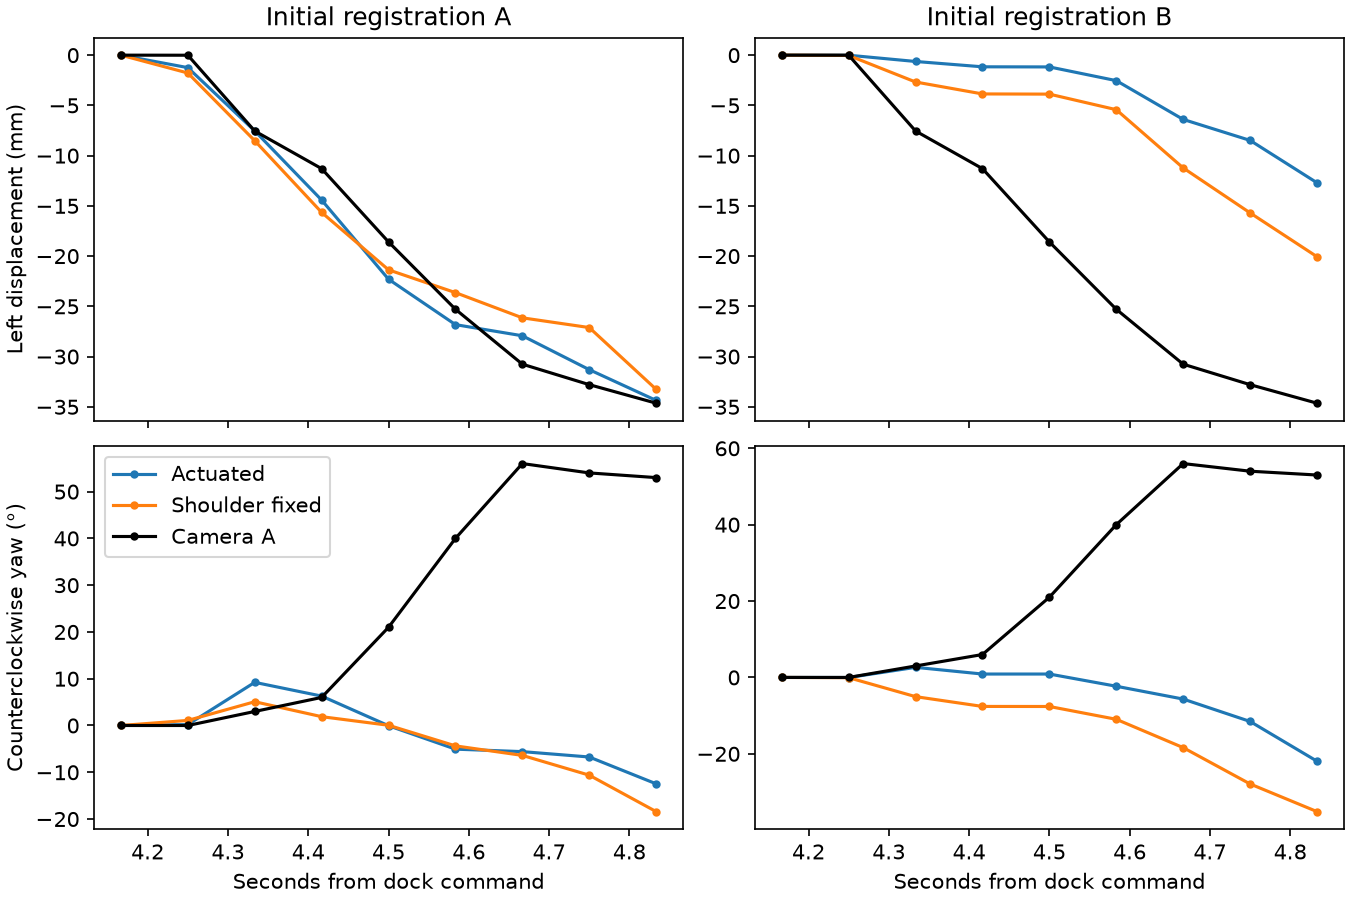 Initial registration A
Initial registration B
Left displacement (mm)
0
−5
−10
−15
−20
−25
−30
−35
0
−5
−10
−15
−20
−25
−30
−35
Counterclockwise yaw (°)
50
40
30
20
10
0
−10
−20
Actuated
Shoulder fixed
Camera A
60
40
20
0
−20
4.2 4.3 4.4 4.5 4.6 4.7 4.8
4.2 4.3 4.4 4.5 4.6 4.7 4.8
Seconds from dock command
Seconds from dock command